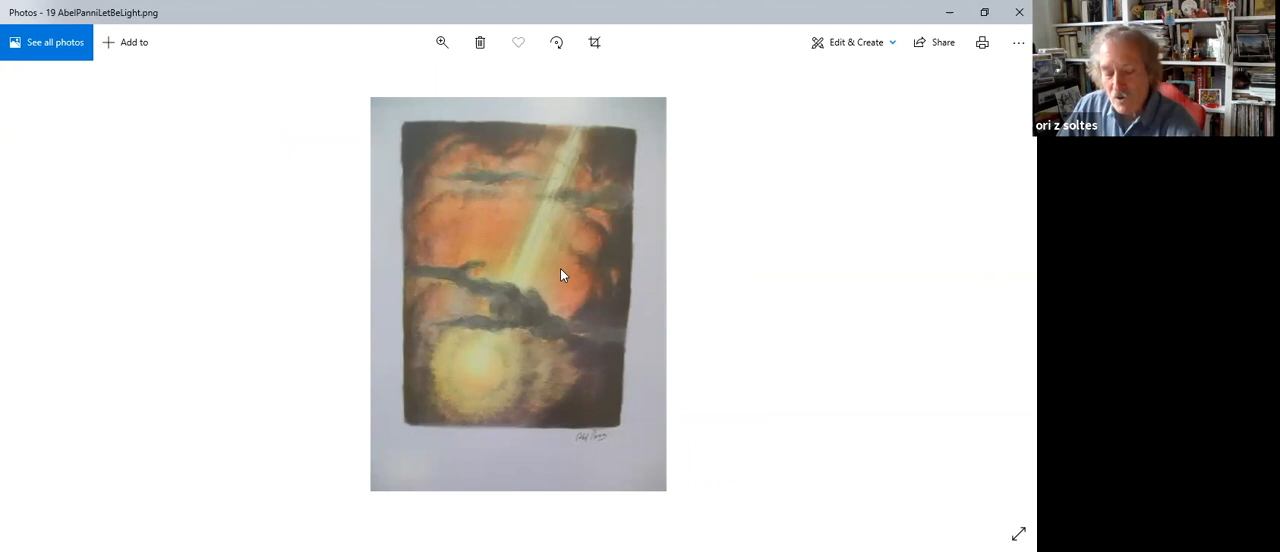 Photos - 19 AbelPanniLetBeLight.png
See all photos
Add to
Edit & Create
Share
ori z soltes